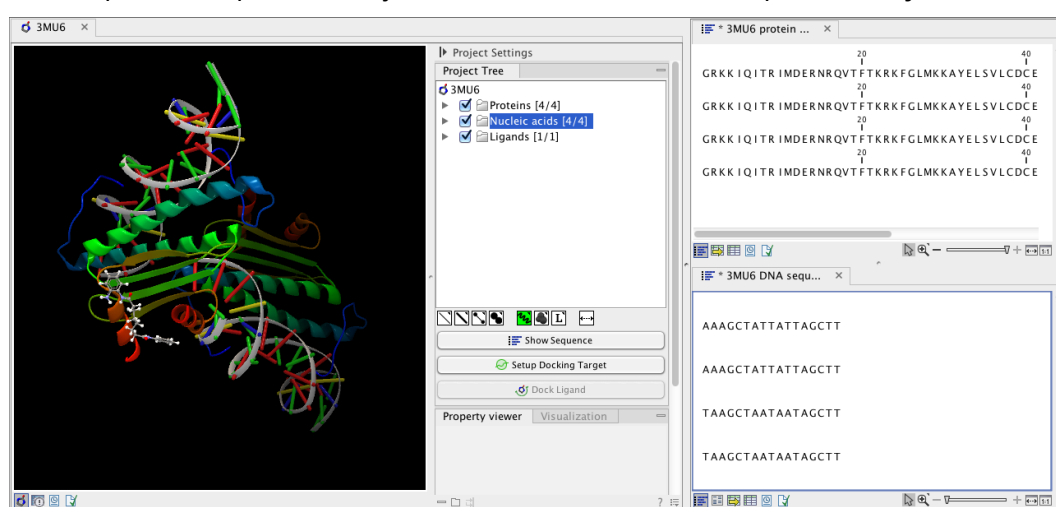 3MU6 ×
Project Settings
Project Tree
3MU6
Proteins [4/4]
Nucleic acids [4/4]
Ligands [1/1]
Show Sequence
Setup Docking Target
Dock Ligand
Property viewer Visualization
?
* 3MU6 protein ... ×
20 40
GRKKIQITRIMDERNRQVTFTKRKFGLMKKAYELSVLCDCE
20 40
GRKKIQITRIMDERNRQVTFTKRKFGLMKKAYELSVLCDCE
20 40
GRKKIQITRIMDERNRQVTFTKRKFGLMKKAYELSVLCDCE
20 40
GRKKIQITRIMDERNRQVTFTKRKFGLMKKAYELSVLCDCE
* 3MU6 DNA sequ... ×
AAAGCTATTATTAGCTT
AAAGCTATTATTAGCTT
TAAGCTAATAATAGCTT
TAAGCTAATAATAGCTT